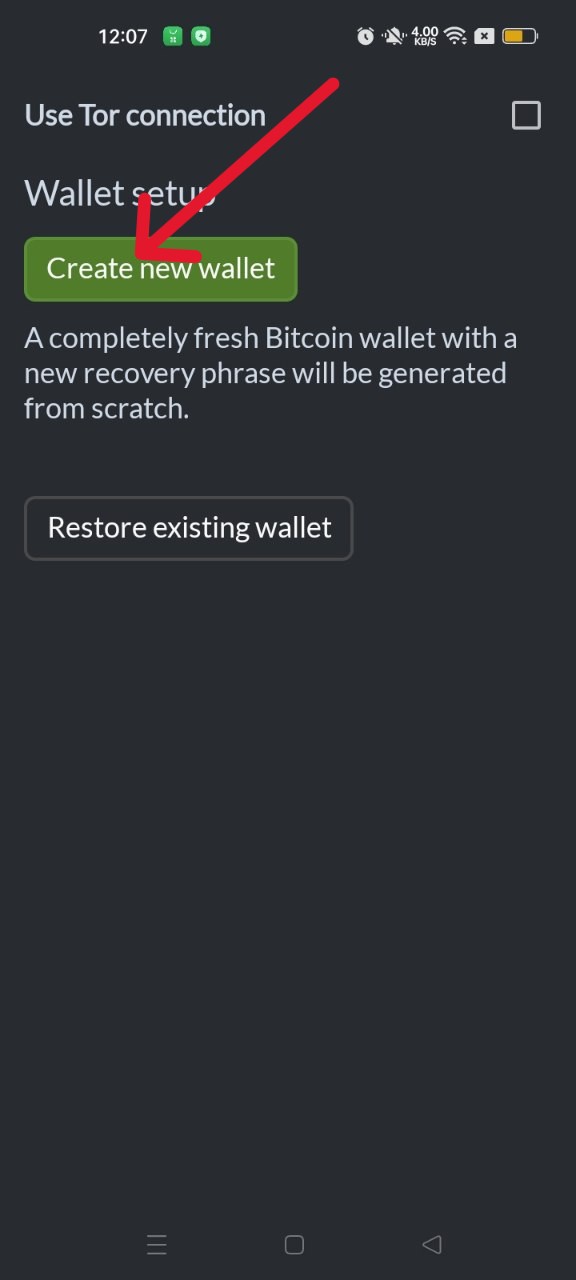 12:07 4.00 KB/S
Use Tor connection
Wallet setup
Create new wallet
A completely fresh Bitcoin wallet with a
new recovery phrase will be generated
from scratch.
Restore existing wallet